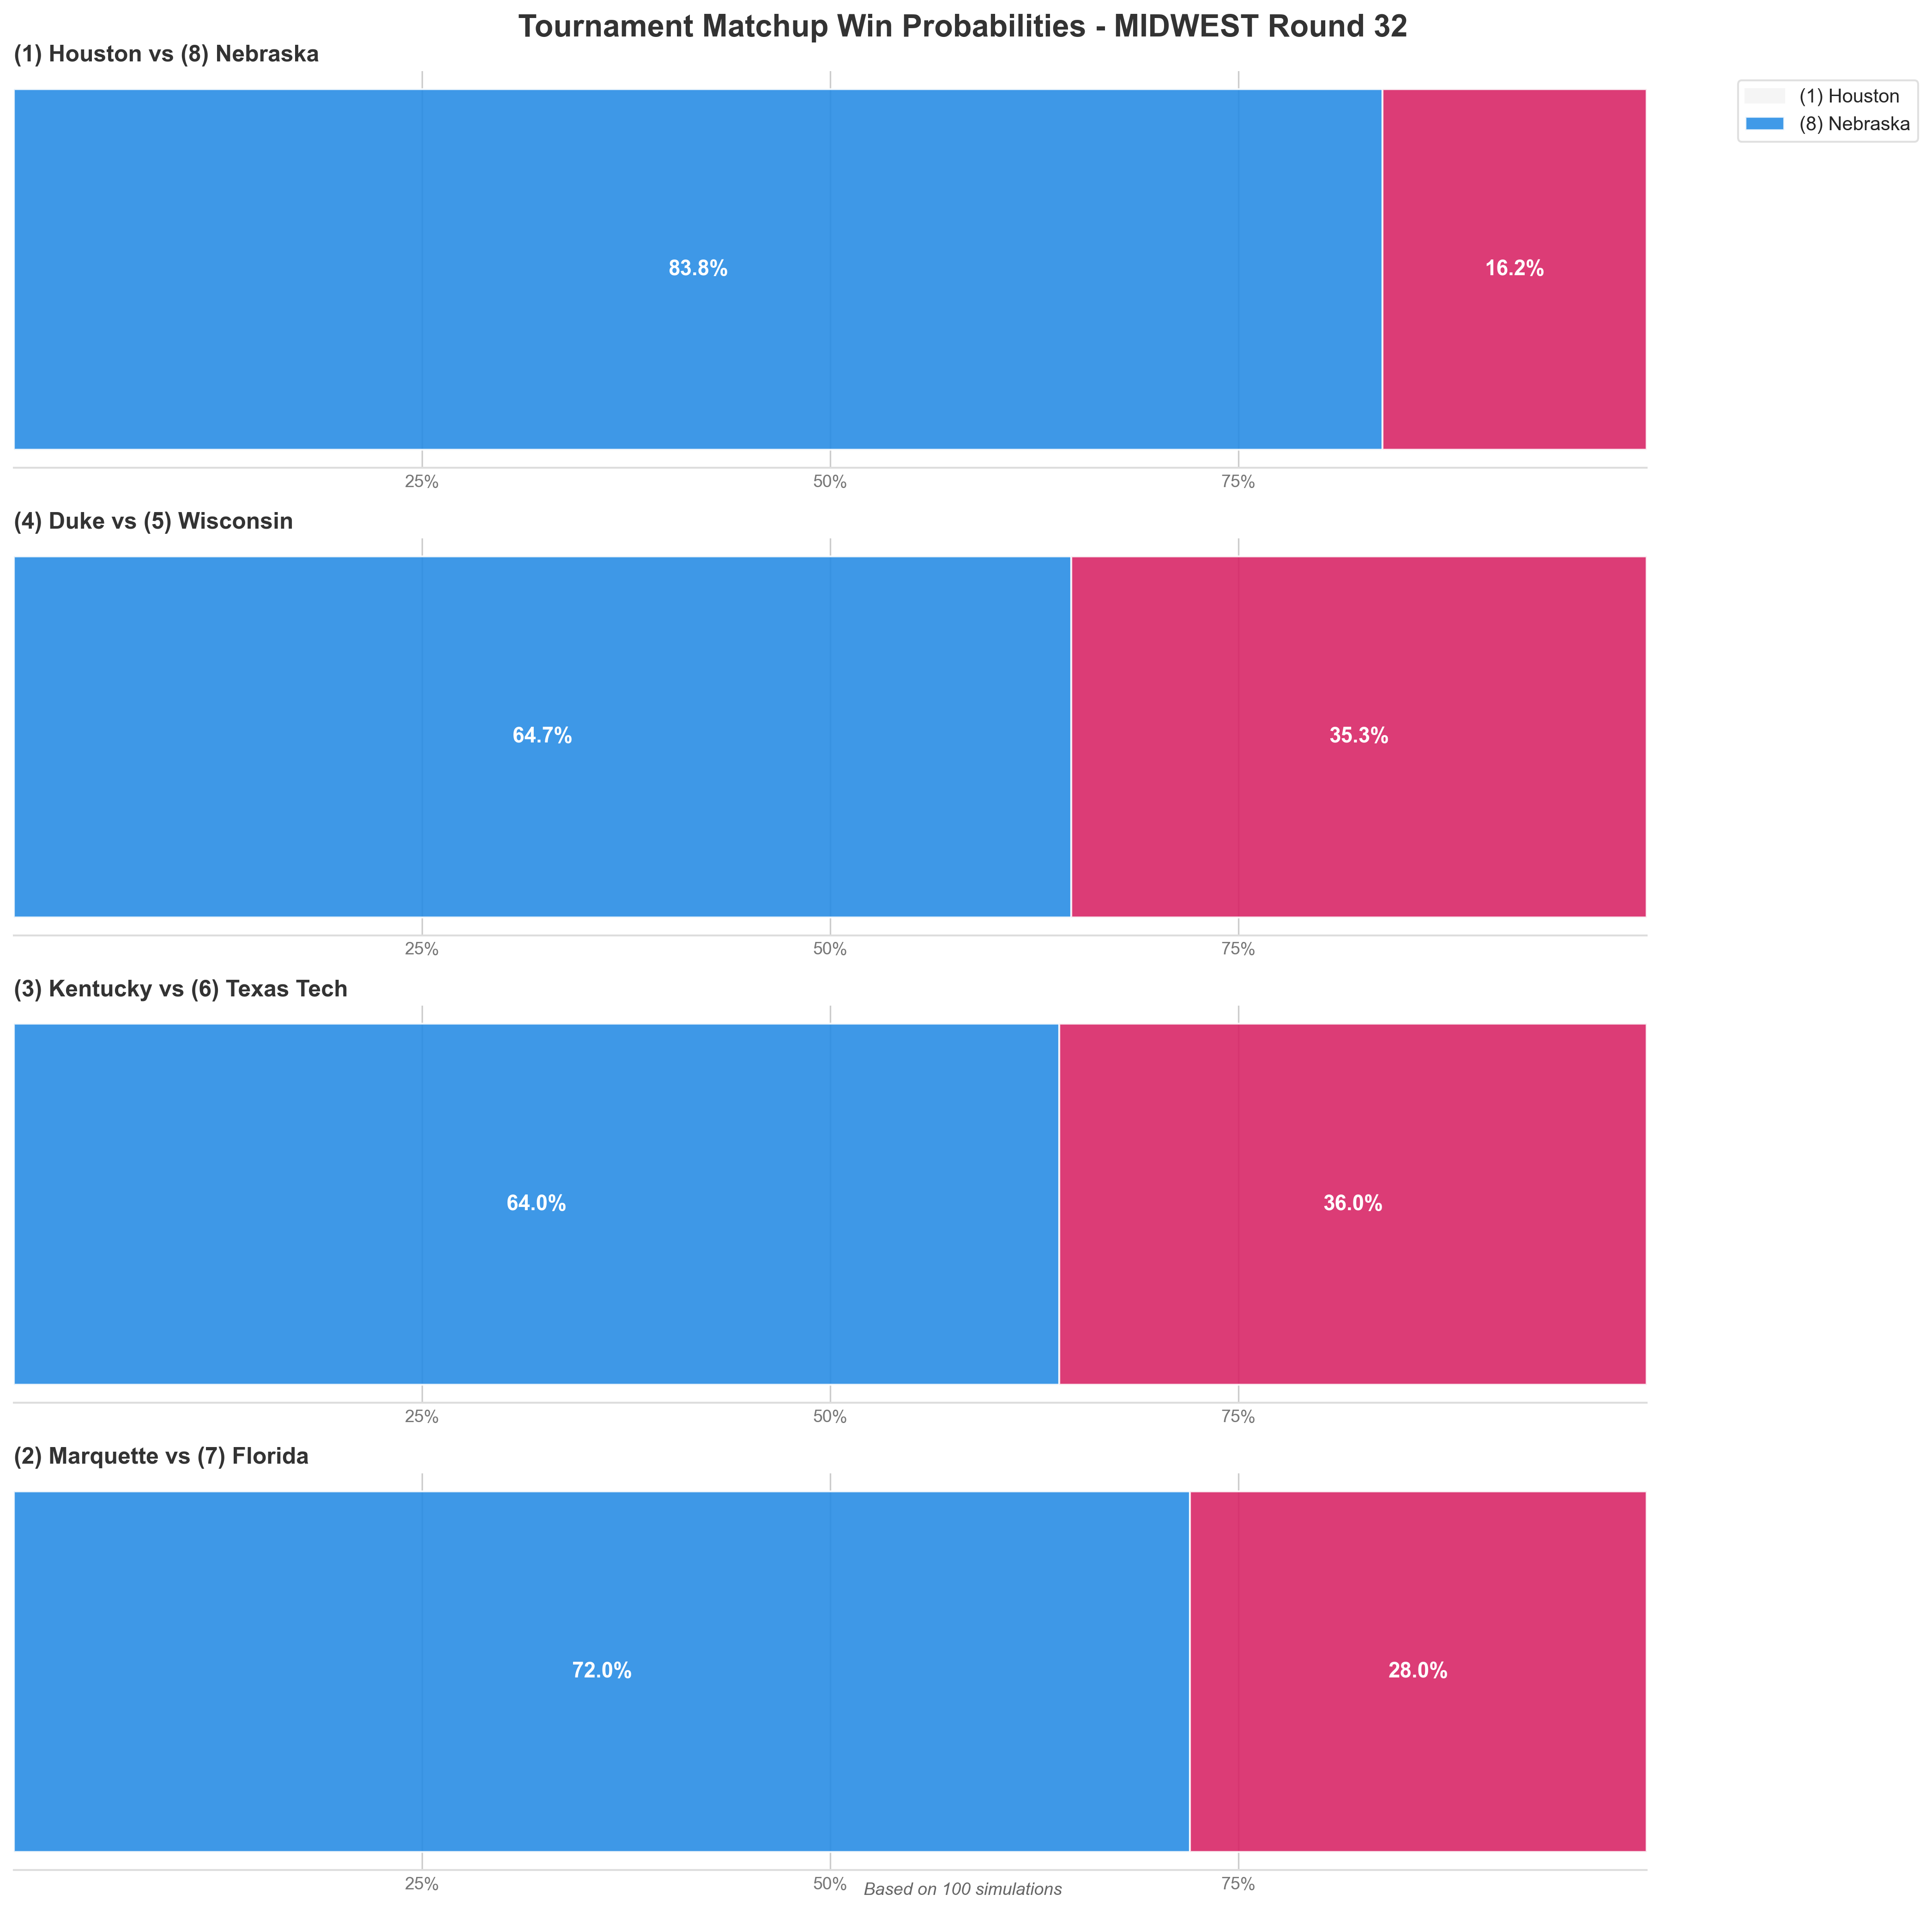 Tournament Matchup Win Probabilities - MIDWEST Round 32
(1) Houston vs (8) Nebraska
(1) Houston
(8) Nebraska
83.8% 16.2%
25% 50% 75%
(4) Duke vs (5) Wisconsin
64.7% 35.3%
25% 50% 75%
(3) Kentucky vs (6) Texas Tech
64.0% 36.0%
25% 50% 75%
(2) Marquette vs (7) Florida
72.0% 28.0%
25% 50% 75%
Based on 100 simulations